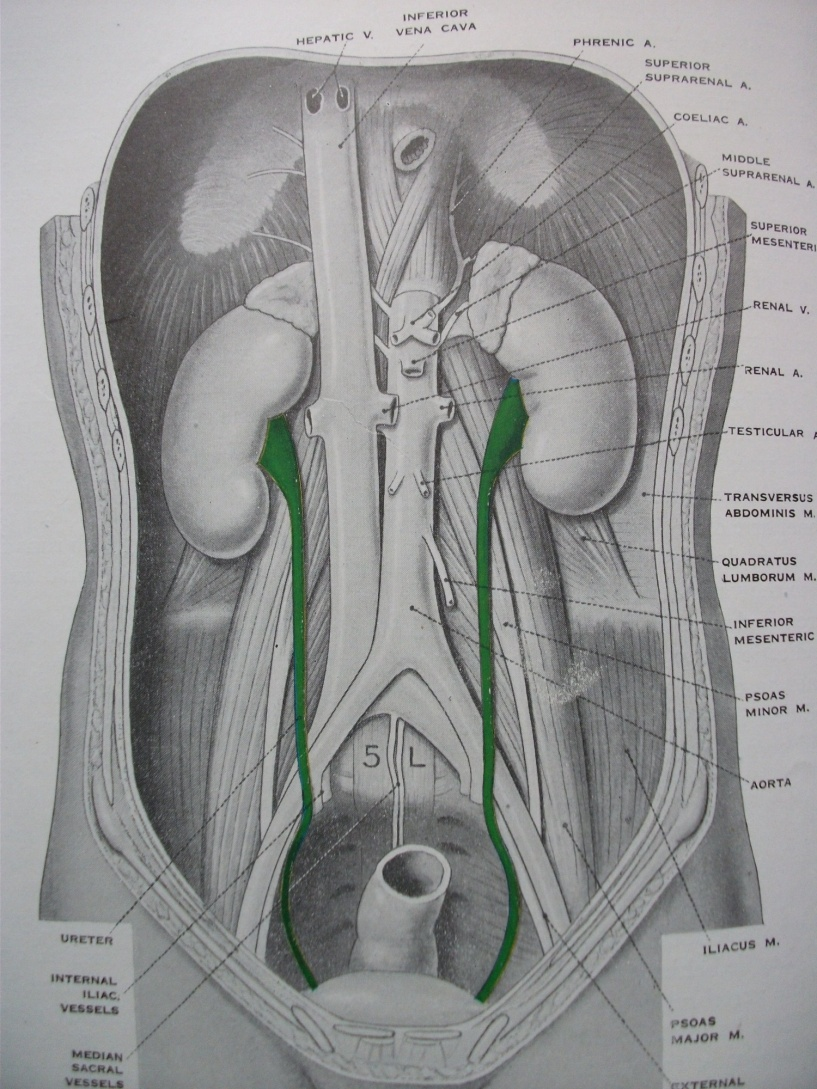 HEPATIC V.
INFERIOR
VENA CAVA
PHRENIC A.
SUPERIOR
SUPRARENAL A.
COELIAC A.
MIDDLE
SUPRARENAL A.
SUPERIOR
MESENTERI
RENAL V.
RENAL A.
TESTICULAR
TRANSVERSUS
ABDOMINIS M.
QUADRATUS
LUMBORUM M.
INFERIOR
MESENTERIC
PSOAS
MINOR M.
AORTA
5 L
URETER
INTERNAL
ILIAC.
VESSELS
MEDIAN
SACRAL
VESSELS
ILIACUS M.
PSOAS
MAJOR M.
EXTERNAL